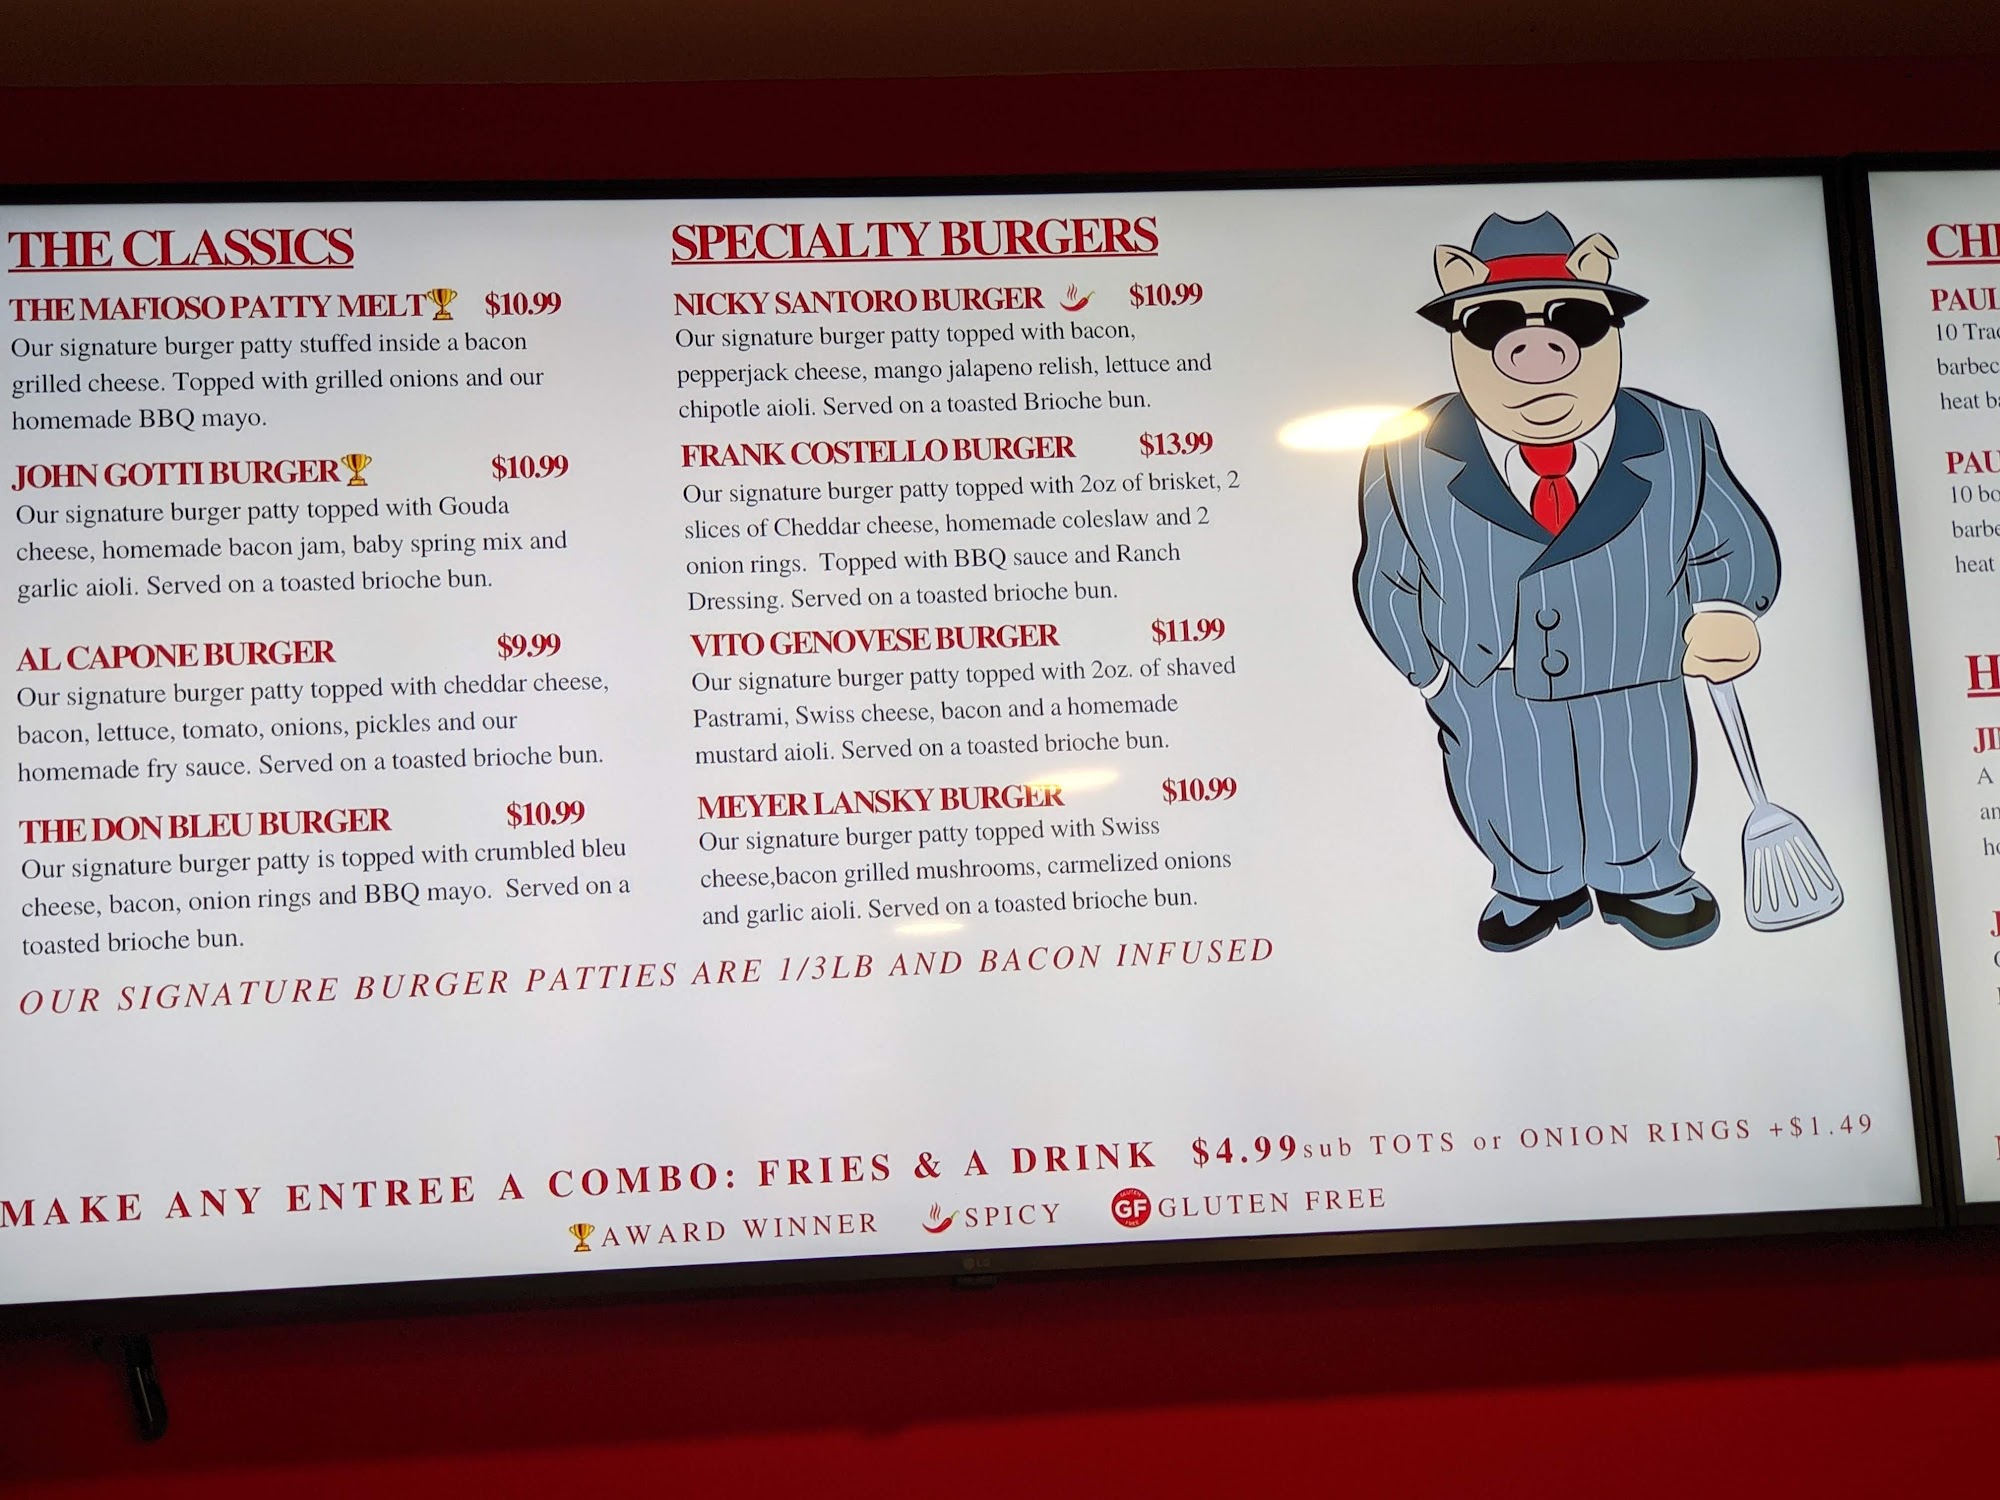 THE CLASSICS
THE MAFIOSO PATTY MELT $10.99
Our signature burger patty stuffed inside a bacon
grilled cheese. Topped with grilled onions and our
homemade BBQ mayo.
JOHN GOTTI BURGER $10.99
Our signature burger patty topped with Gouda
cheese, homemade bacon jam, baby spring mix and
garlic aioli. Served on a toasted brioche bun.
AL CAPONE BURGER $9.99
Our signature burger patty topped with cheddar cheese,
bacon, lettuce, tomato, onions, pickles and our
homemade fry sauce. Served on a toasted brioche bun.
THE DON BLEU BURGER $10.99
Our signature burger patty is topped with crumbled bleu
cheese, bacon, onion rings and BBQ mayo. Served on a
toasted brioche bun.
SPECIALTY BURGERS
NICKY SANTORO BURGER $10.99
Our signature burger patty topped with bacon,
pepperjack cheese, mango jalapeno relish, lettuce and
chipotle aioli. Served on a toasted Brioche bun.
FRANK COSTELLO BURGER $13.99
Our signature burger patty topped with 2oz of brisket, 2
slices of Cheddar cheese, homemade coleslaw and 2
onion rings. Topped with BBQ sauce and Ranch
Dressing. Served on a toasted brioche bun.
VITO GENOVESE BURGER $11.99
Our signature burger patty topped with 2oz. of shaved
Pastrami, Swiss cheese, bacon and a homemade
mustard aioli. Served on a toasted brioche bun.
MEYER LANSKY BURGER $10.99
Our signature burger patty topped with Swiss
cheese,bacon grilled mushrooms, carmelized onions
and garlic aioli. Served on a toasted brioche bun.
OUR SIGNATURE BURGER PATTIES ARE 1/3LB AND BACON INFUSED
MAKE ANY ENTREE A COMBO: FRIES & A DRINK $4.99 sub TOTS or ONION RINGS +$1.49
AWARD WINNER SPICY GF GLUTEN FREE
LG
10
barbe
heat
10
heat
A